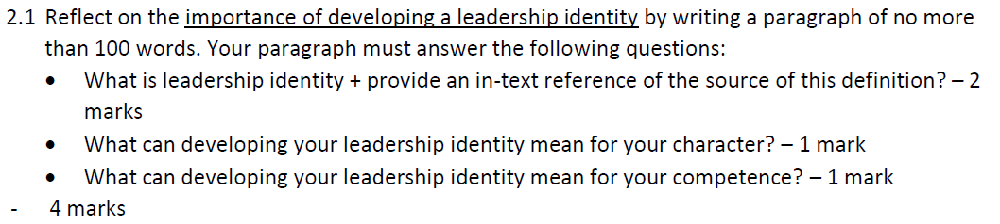 2.1 Reflect on the importance of developing a leadership identity by writing a paragraph of no more
than 100 words. Your paragraph must answer the following questions:
• What is leadership identity + provide an in-text reference of the source of this definition? – 2
marks
• What can developing your leadership identity mean for your character? – 1 mark
• What can developing your leadership identity mean for your competence? – 1 mark
- 4 marks